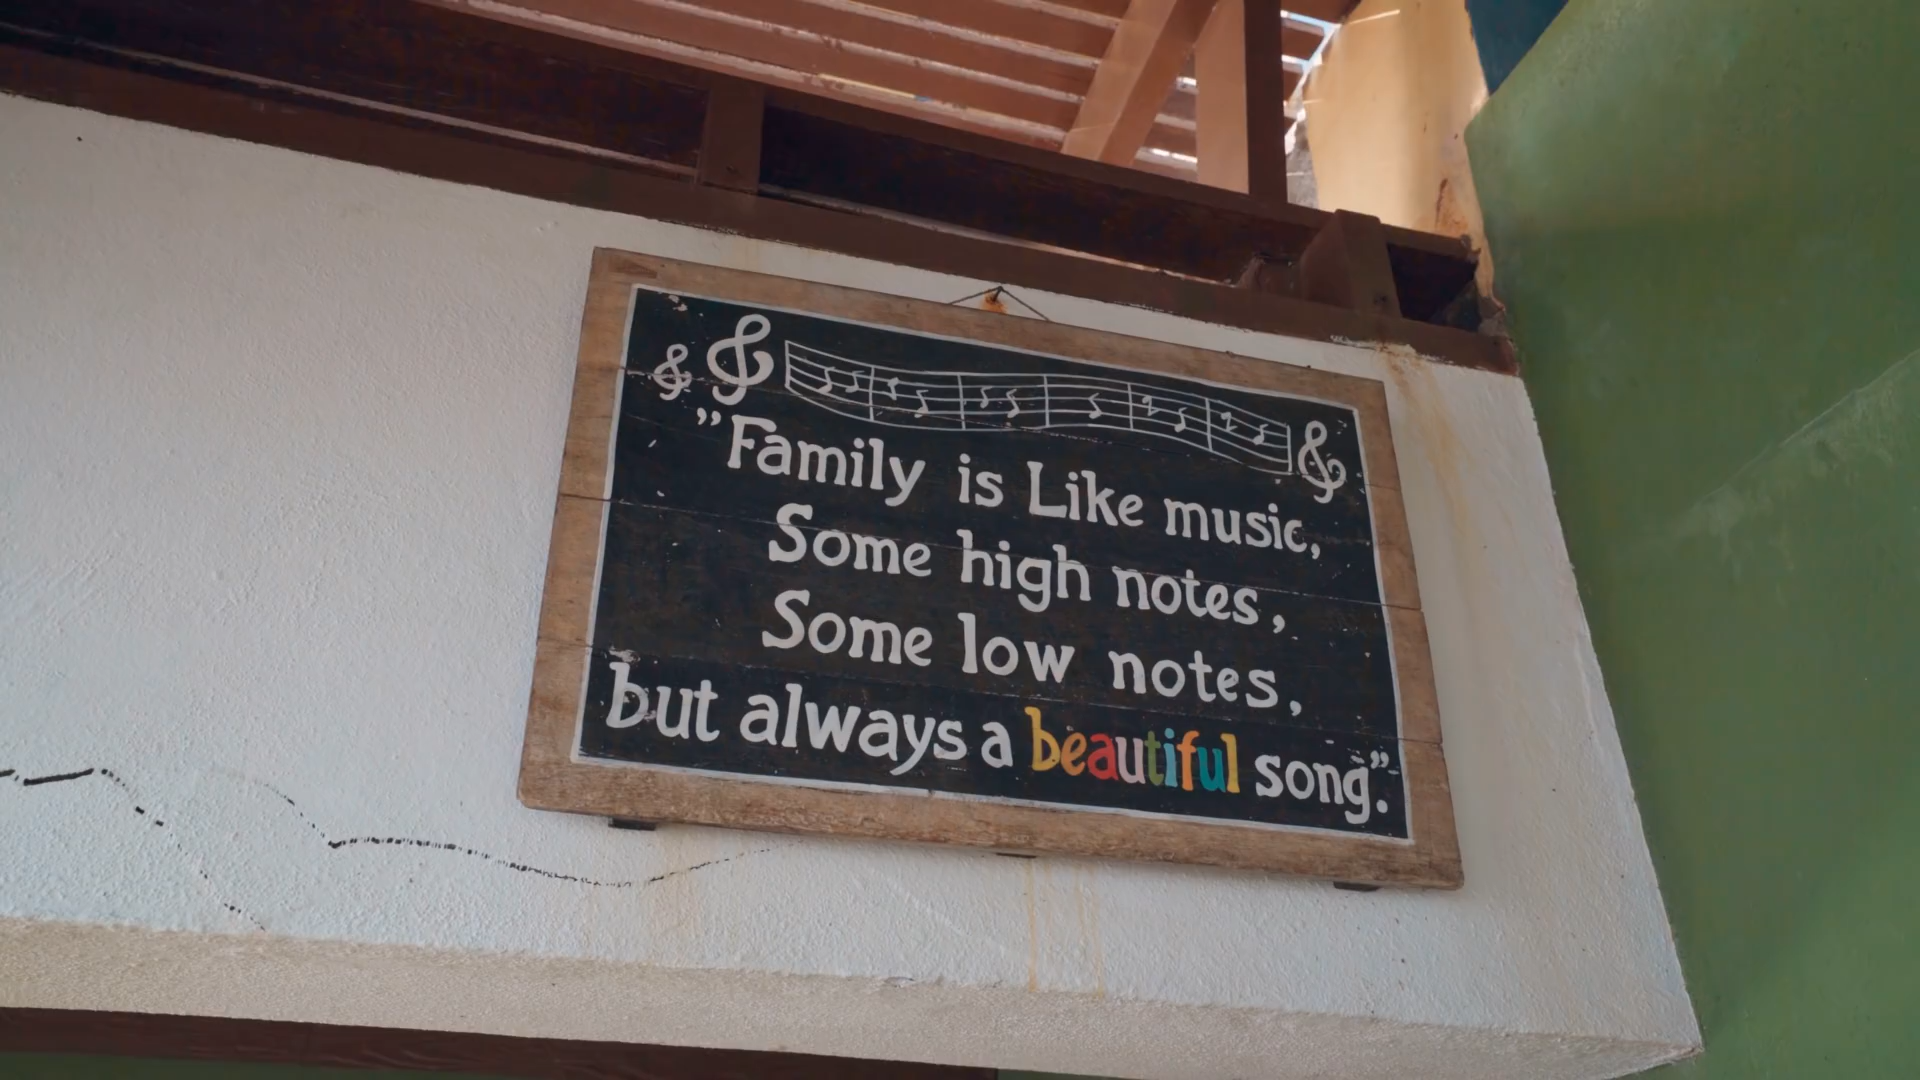 ”Family is Like music,
Some high notes,
Some low notes,
but always a beautiful song”.